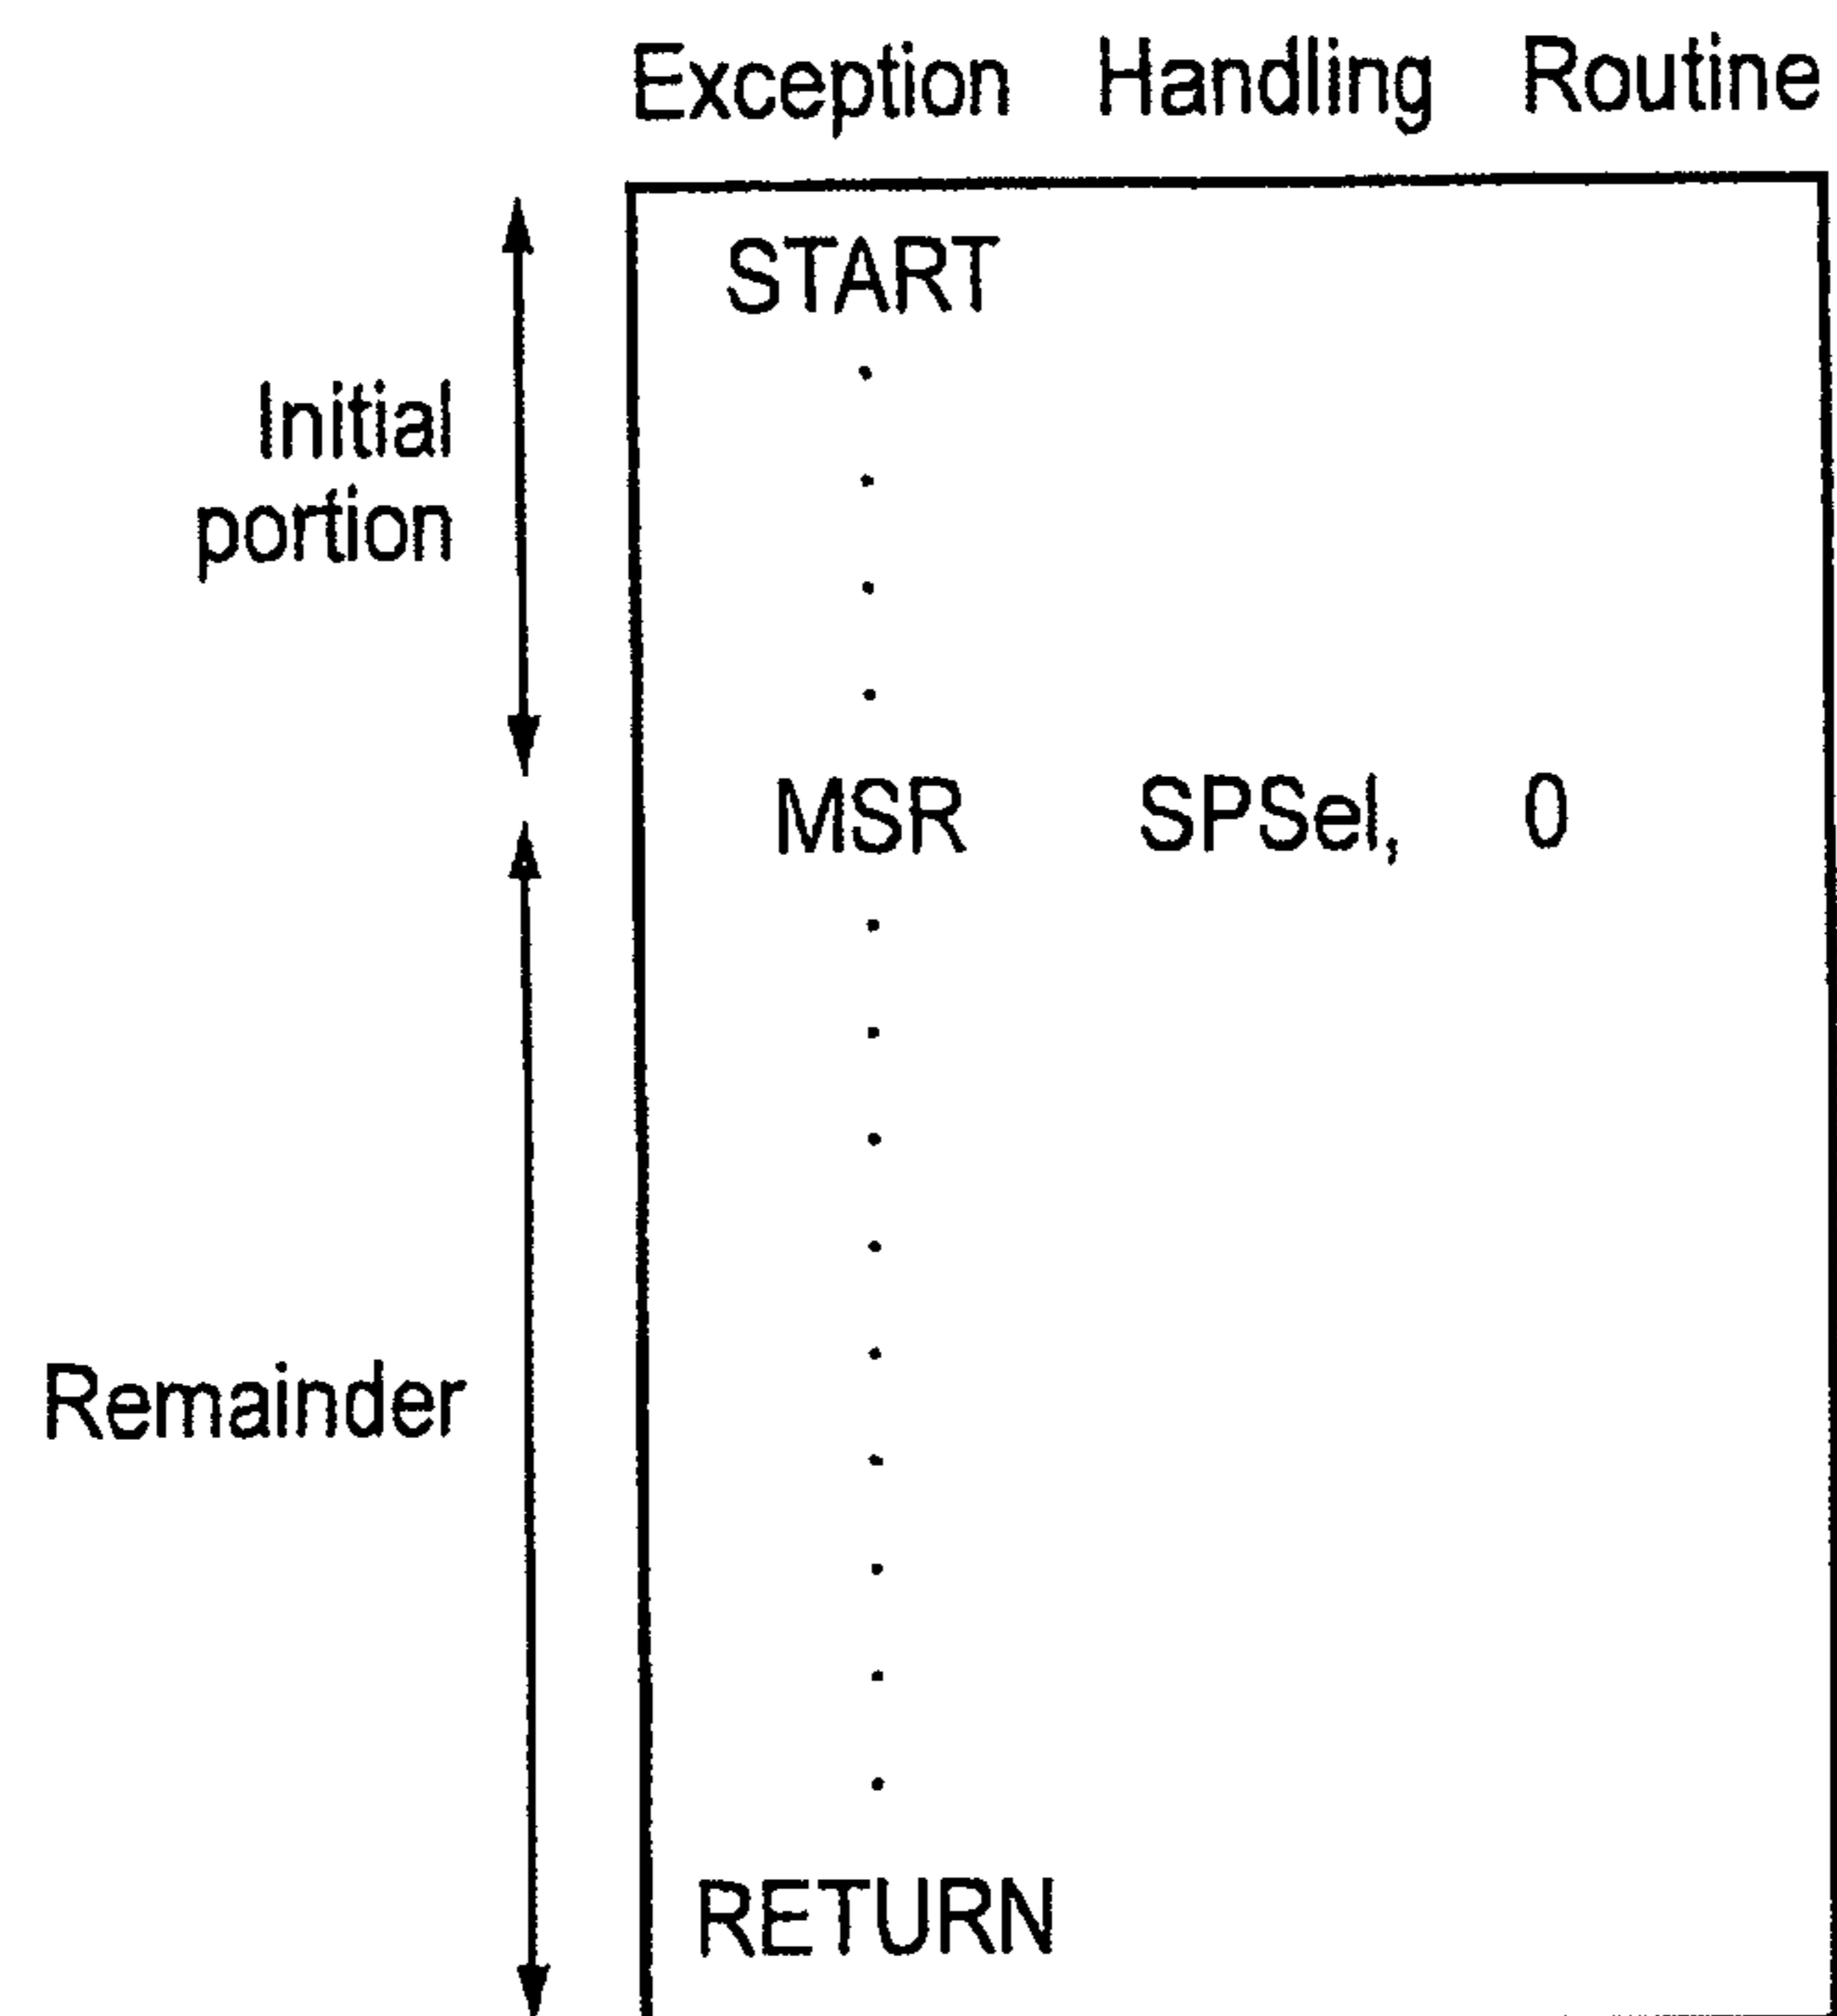 Exception Handling Routine
START
Initial
portion
MSR SPSel, 0
Remainder
RETURN